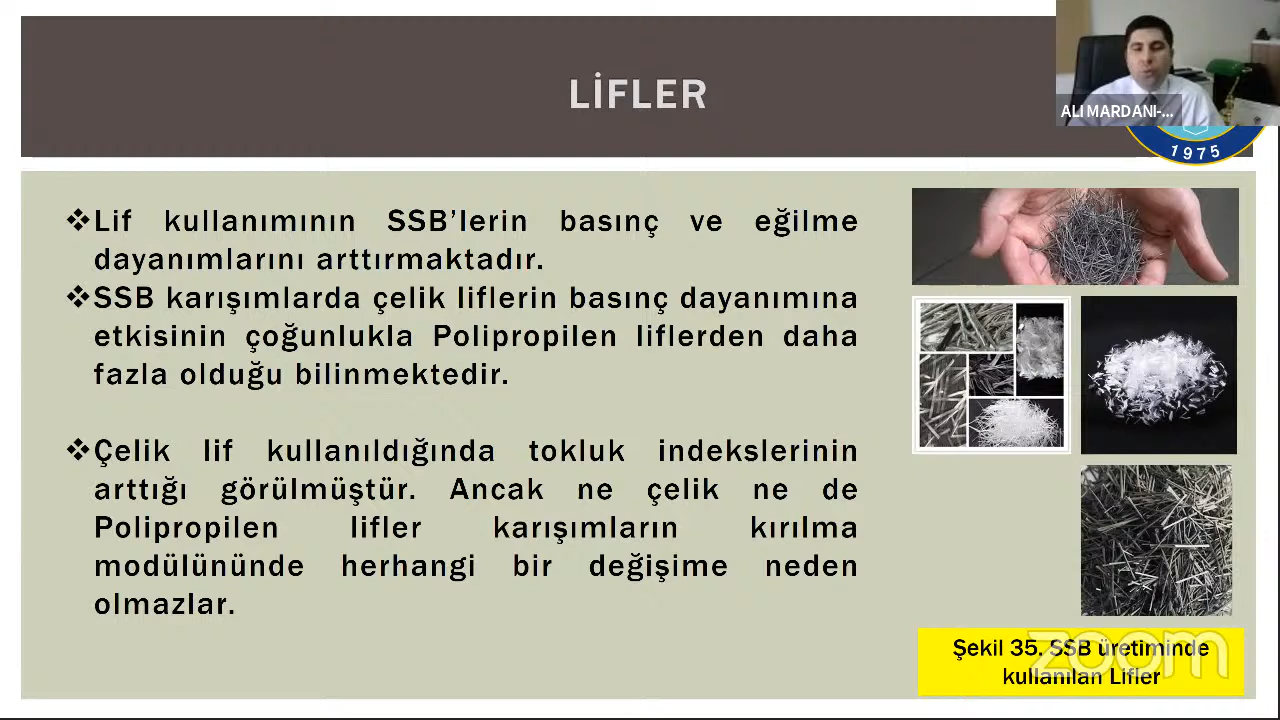 LİFLER
ALI MARDANI-...
1975
❖Lif kullanımının SSB’lerin basınç ve eğilme
dayanımlarını arttırmaktadır.
❖SSB karışımlarda çelik liflerin basınç dayanımına
etkisinin çoğunlukla Polipropilen liflerden daha
fazla olduğu bilinmektedir.
❖Çelik lif kullanıldığında tokluk indekslerinin
arttığı görülmüştür. Ancak ne çelik ne de
Polipropilen lifler karışımların kırılma
modülününde herhangi bir değişime neden
olmazlar.
Şekil 35. SSB üretiminde
kullanılan Lifler
zoom